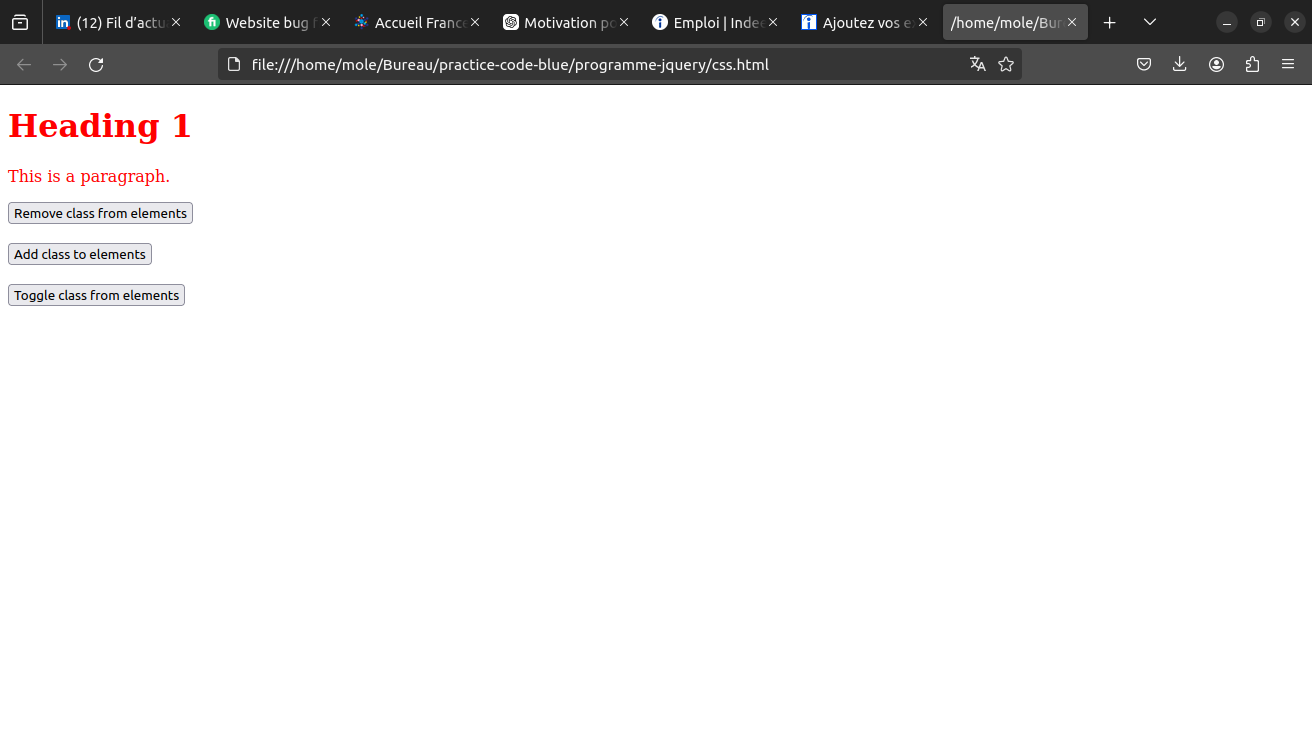 (12) Fil d'actu
Website bug f
Accueil France
Motivation po
Emploi | Indee
Ajoutez vos e
/home/mole/Bur
file:///home/mole/Bureau/practice-code-blue/programme-jquery/css.html
Heading 1
This is a paragraph.
Remove class from elements
Add class to elements
Toggle class from elements